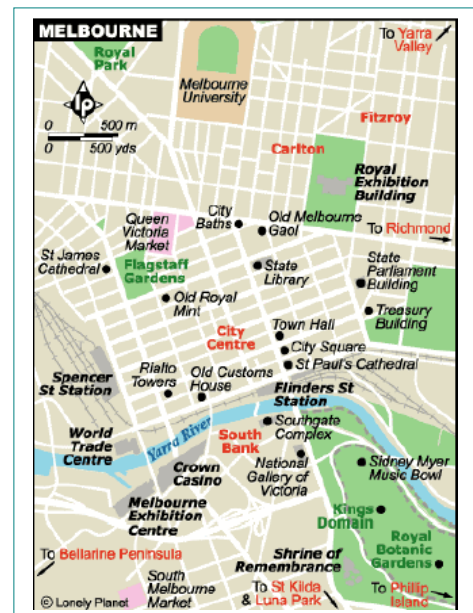 MELBOURNE
To Yarra
Valley
Royal
Park
lp
Melbourne
University
0 500 m
0 500 yds
Fitzroy
Carlton
Royal
Exhibition
Building
Queen
Victoria
Market
City
Baths
Old Melbourne
Gaol
To Richmond
St James
Cathedral
Flagstaff
Gardens
State
Library
State
Parliament
Building
Old Royal
Mint
Treasury
Building
City
Centre
Town Hall
City Square
St Paul's Cathedral
Rialto
Towers
Old Customs
House
Spencer
St Station
Flinders St
Station
World
Trade
Centre
Yarra River
Southgate
Complex
South
Bank
Crown
Casino
National
Gallery of
Victoria
Sidney Myer
Music Bowl
Melbourne
Exhibition
Centre
Kings
Domain
Royal
Botanic
Gardens
To Bellarine Peninsula
Shrine of
Remembrance
South
Melbourne
Market
To St Kilda
& Luna Park
To Phillip
Island
© Lonely Planet